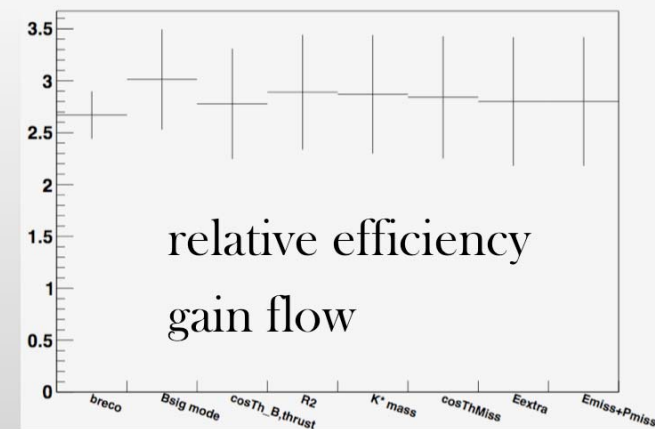 3.5
3
2.5
2
1.5
1
0.5
0
relative efficiency
gain flow
breco
Bsig mode
cosTh_B,thrust
R2
K* mass
cosThMiss
Eextra
Emiss+Pmiss